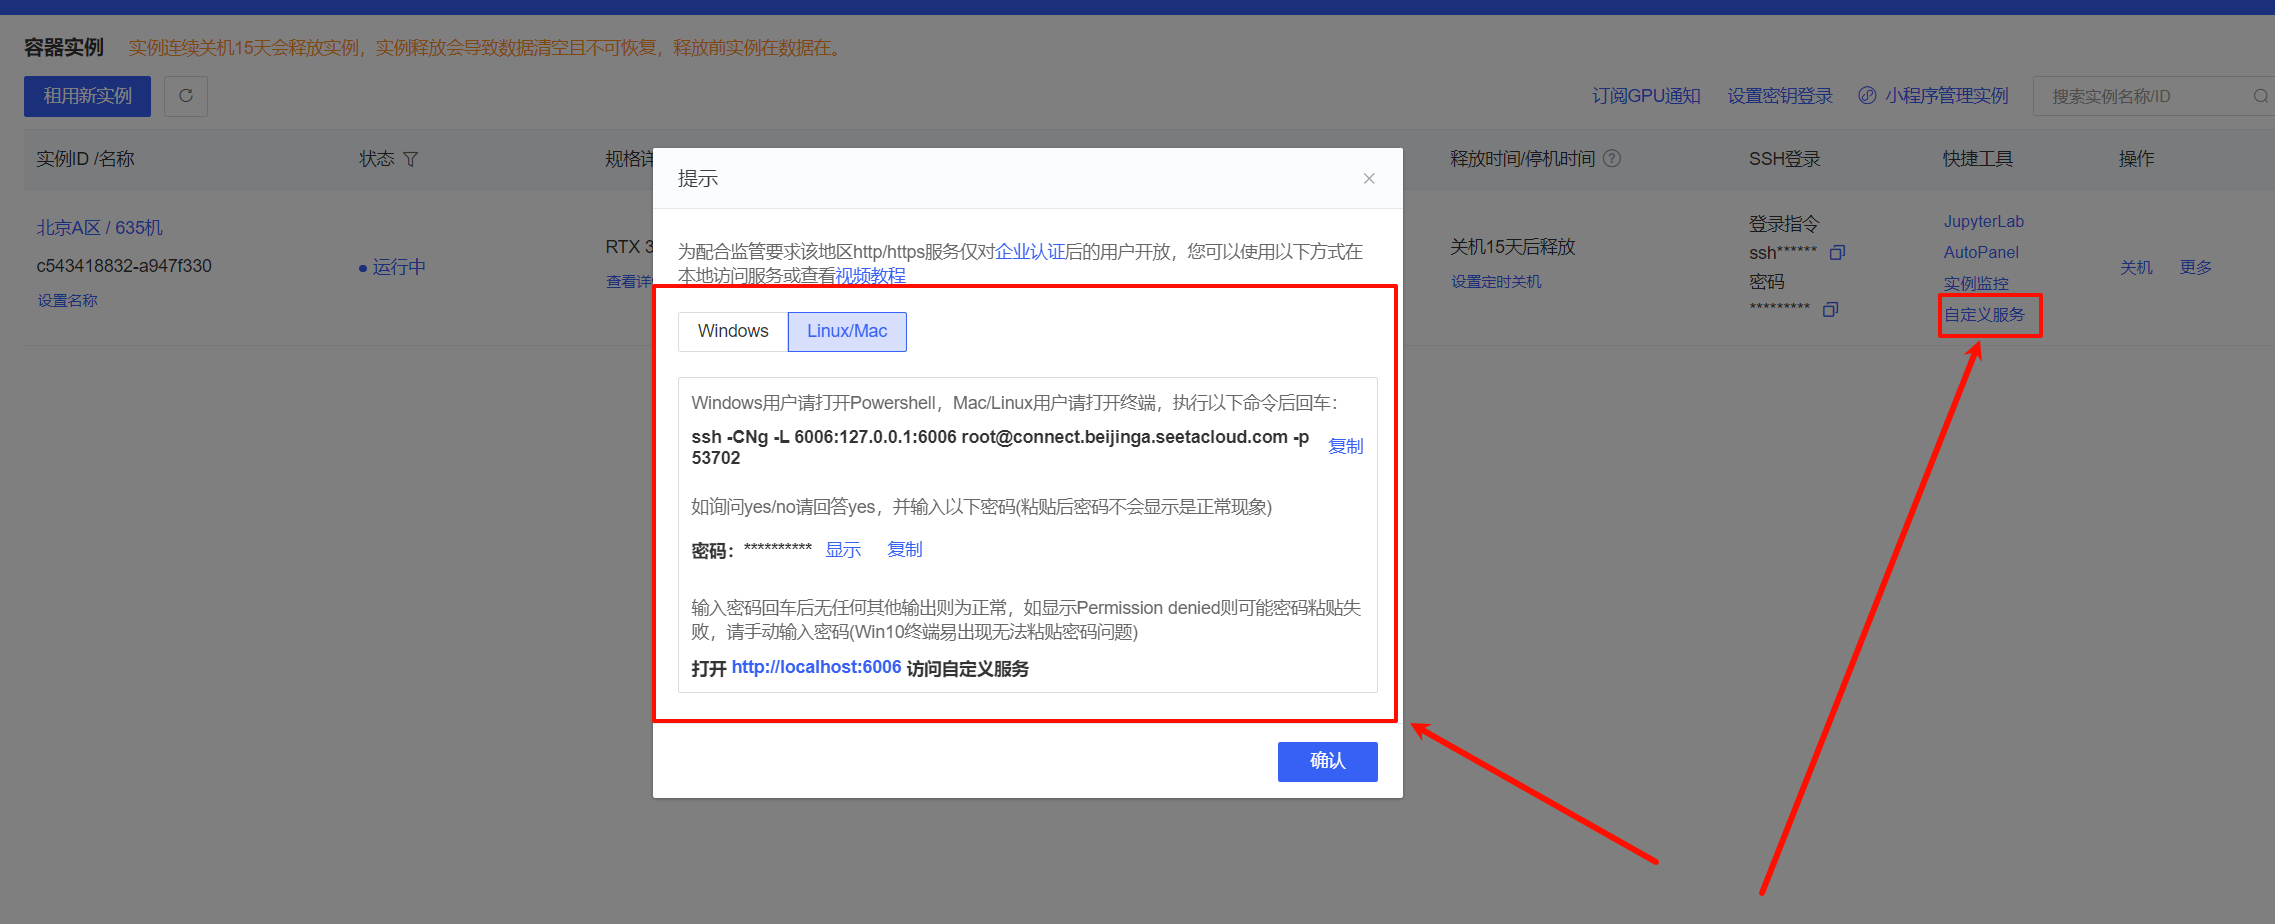 容器实例 实例连续关机15天会释放实例，实例释放会导致数据清空且不可恢复，释放前实例在数据在。
租用新实例
订阅GPU通知 设置密钥登录 小程序管理实例 搜索实例名称/ID
实例ID /名称 状态 规格详 释放时间/停机时间 SSH登录 快捷工具 操作
北京A区 / 635机
c543418832-a947f330
设置名称
运行中
RTX 3
查看详
关机15天后释放
设置定时关机
登录指令
ssh******
密码
*********
JupyterLab
AutoPanel
实例监控
自定义服务
关机 更多
提示
为配合监管要求该地区http/https服务仅对企业认证后的用户开放，您可以使用以下方式在
本地访问服务或查看视频教程
Windows Linux/Mac
Windows用户请打开Powershell，Mac/Linux用户请打开终端，执行以下命令后回车：
ssh -CNg -L 6006:127.0.0.1:6006 root@connect.beijinga.seetacloud.com -p
53702
复制
如询问yes/no请回答yes，并输入以下密码(粘贴后密码不会显示是正常现象)
密码： ********** 显示 复制
输入密码回车后无任何其他输出则为正常，如显示Permission denied则可能密码粘贴失
败，请手动输入密码(Win10终端易出现无法粘贴密码问题)
打开 http://localhost:6006 访问自定义服务
确认